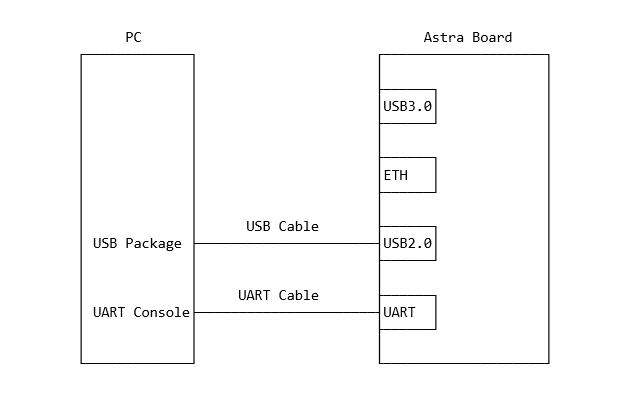 PC
Astra Board
USB3.0
ETH
USB Cable
USB Package
USB2.0
UART Cable
UART Console
UART